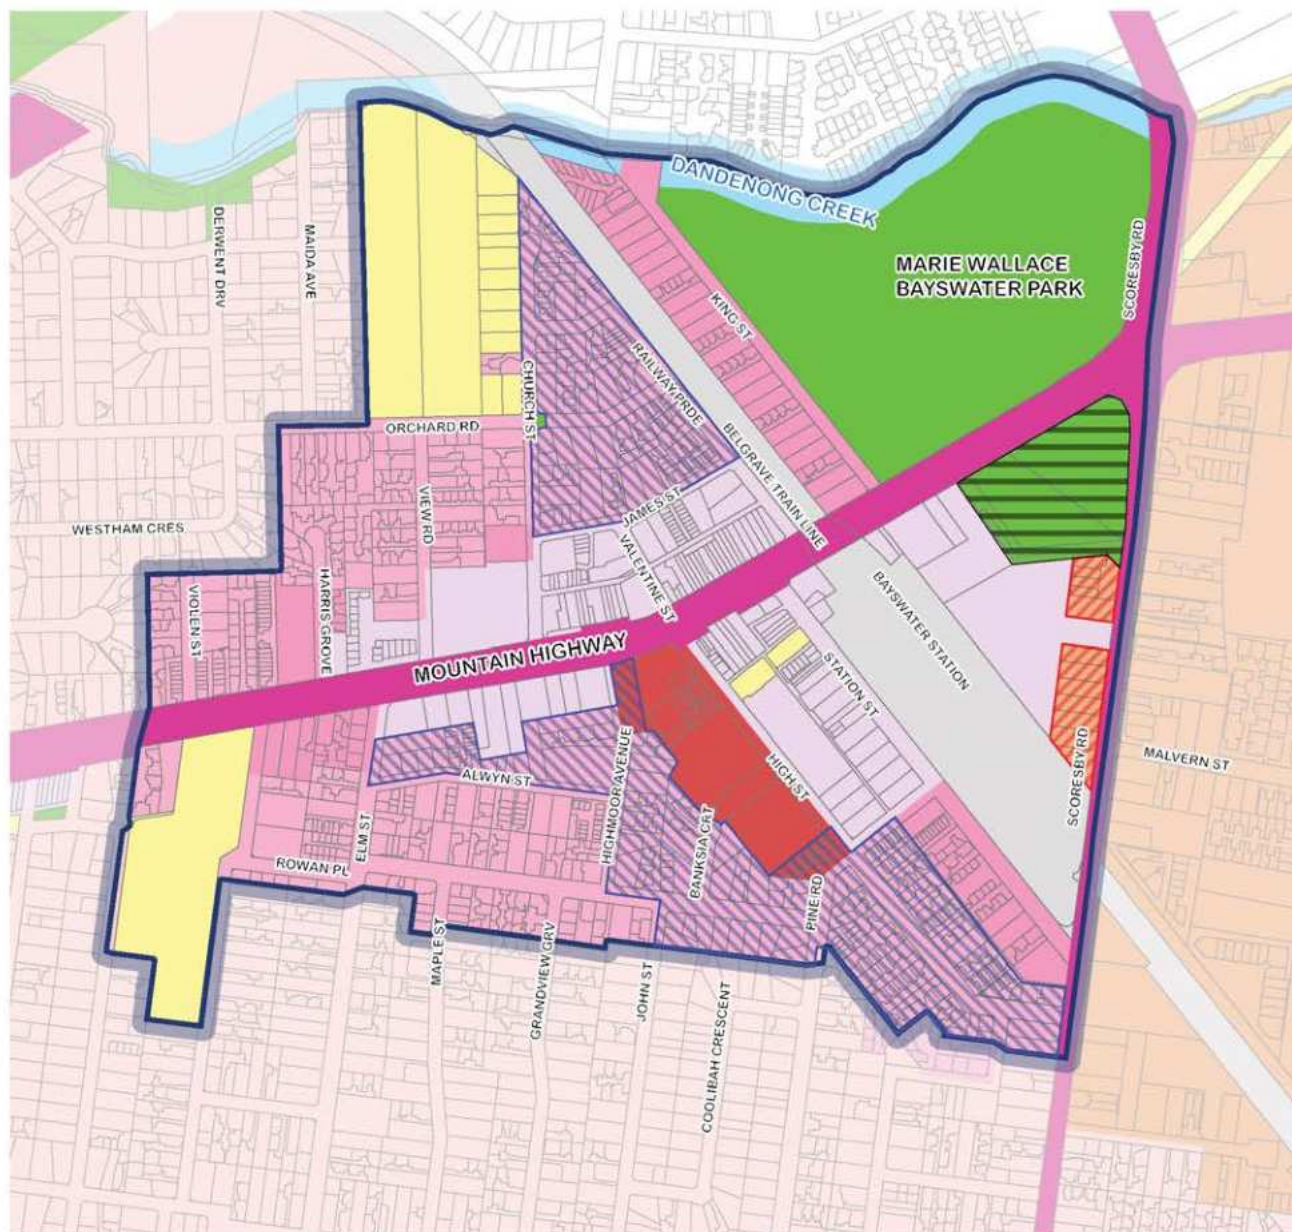 DANDENONG CREEK
MARIE WALLACE
BAYSWATER PARK
SCORESBY RD
DERWENT DRV
MAIDA AVE
KING ST
CHURCH ST
RAILWAY PRDE
ORCHARD RD
BELGRAVE TRAIN LINE
JAMES ST
VIEW RD
WESTHAM CRES
VALENTINE ST
HARRIS GROVE
VIOLEN ST
BAYSWATER STATION
MOUNTAIN HIGHWAY
STATION ST
MALVERN ST
SCORESBY RD
HIGH ST
ALWYN ST
HIGHMOOR AVENUE
ELM ST
BANKSIA CRT
ROWAN PL
PINE RD
MAPLE ST
GRANDVIEW GRV
JOHN ST
COOLIBAH CRESCENT